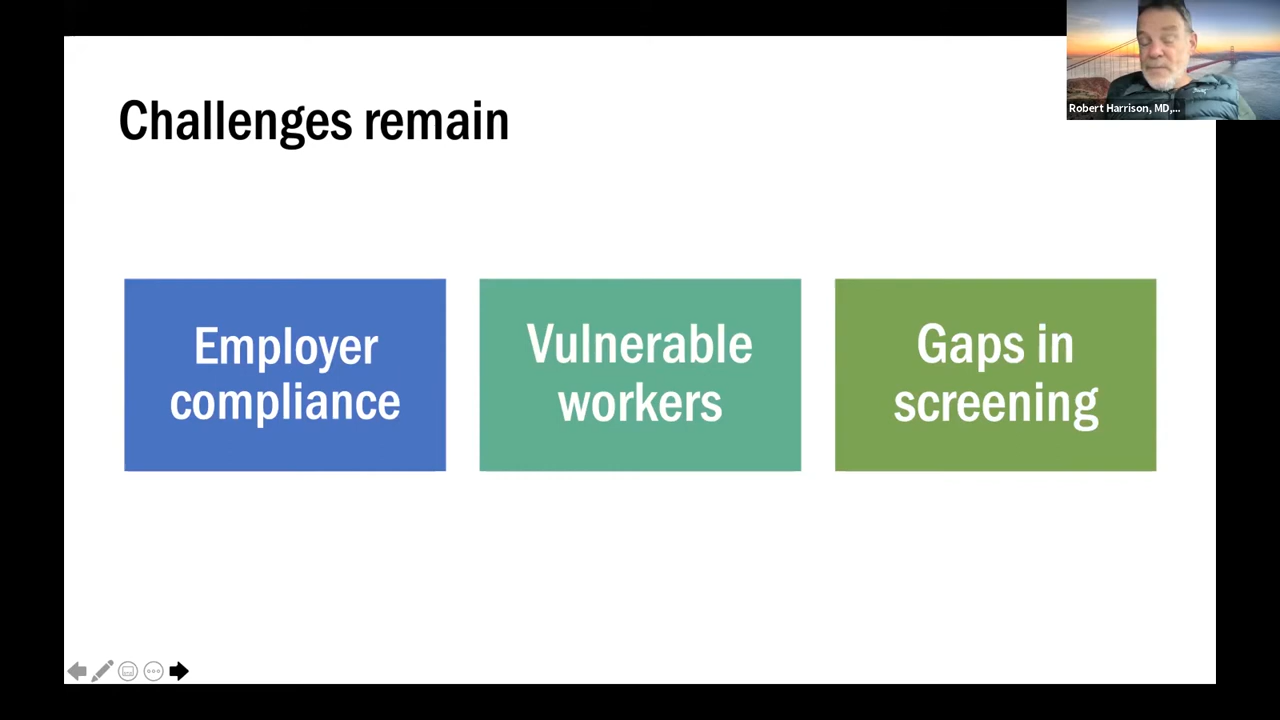 Challenges remain
Robert Harrison, MD,...
Employer
compliance
Vulnerable
workers
Gaps in
screening